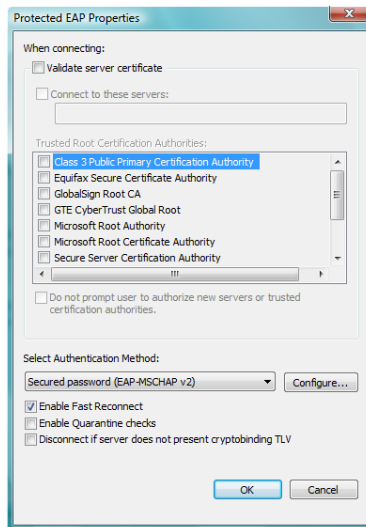 Protected EAP Properties
When connecting:
Validate server certificate
Connect to these servers:
Trusted Root Certification Authorities:
Class 3 Public Primary Certification Authority
Equifax Secure Certificate Authority
GlobalSign Root CA
GTE CyberTrust Global Root
Microsoft Root Authority
Microsoft Root Certificate Authority
Secure Server Certification Authority
Do not prompt user to authorize new servers or trusted
certification authorities.
Select Authentication Method:
Secured password (EAP-MSCHAP v2)
Configure...
Enable Fast Reconnect
Enable Quarantine checks
Disconnect if server does not present cryptobinding TLV
OK
Cancel